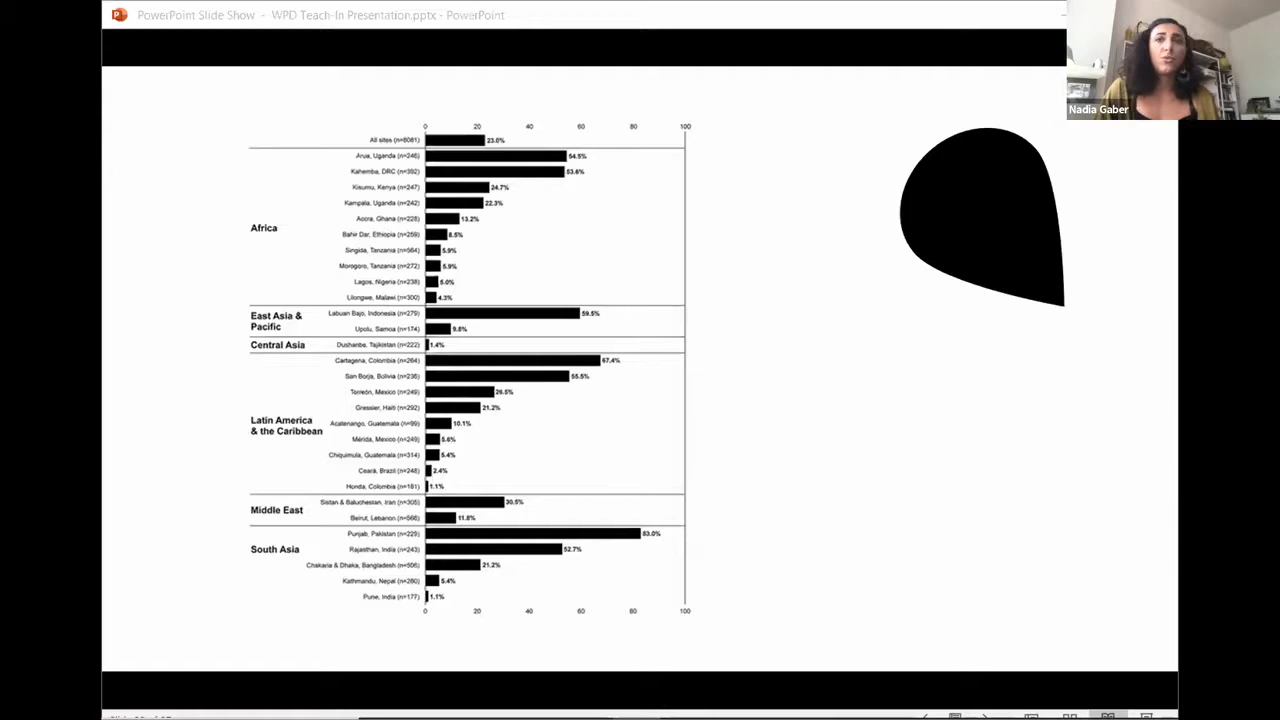 PowerPoint Slide Show - WPD Teach-In Presentation.pptx - PowerPoint
Nadia Gaber
0 20 40 60 80 100
All sites (n=8081) 23.0%
Africa
Arua, Uganda (n=246) 54.5%
Kahemba, DRC (n=392) 53.6%
Kisumu, Kenya (n=247) 24.7%
Kampala, Uganda (n=242) 22.3%
Accra, Ghana (n=228) 13.2%
Bahir Dar, Ethiopia (n=259) 8.5%
Singida, Tanzania (n=564) 5.9%
Morogoro, Tanzania (n=272) 5.9%
Lagos, Nigeria (n=238) 5.0%
Lilongwe, Malawi (n=300) 4.3%
East Asia &
Pacific
Labuan Bajo, Indonesia (n=279) 59.5%
Upolu, Samoa (n=174) 9.8%
Central Asia
Dushanbe, Tajikistan (n=222) 1.4%
Latin America
& the Caribbean
Cartagena, Colombia (n=264) 67.4%
San Borja, Bolivia (n=236) 55.5%
Torreón, Mexico (n=249) 26.5%
Gressier, Haiti (n=292) 21.2%
Acatenango, Guatemala (n=99) 10.1%
Mérida, Mexico (n=249) 5.6%
Chiquimula, Guatemala (n=314) 5.4%
Ceará, Brazil (n=248) 2.4%
Honda, Colombia (n=181) 1.1%
Middle East
Sistan & Baluchestan, Iran (n=305) 30.5%
Beirut, Lebanon (n=566) 11.8%
South Asia
Punjab, Pakistan (n=229) 83.0%
Rajasthan, India (n=243) 52.7%
Chakaria & Dhaka, Bangladesh (n=506) 21.2%
Kathmandu, Nepal (n=260) 5.4%
Pune, India (n=177) 1.1%
0 20 40 60 80 100